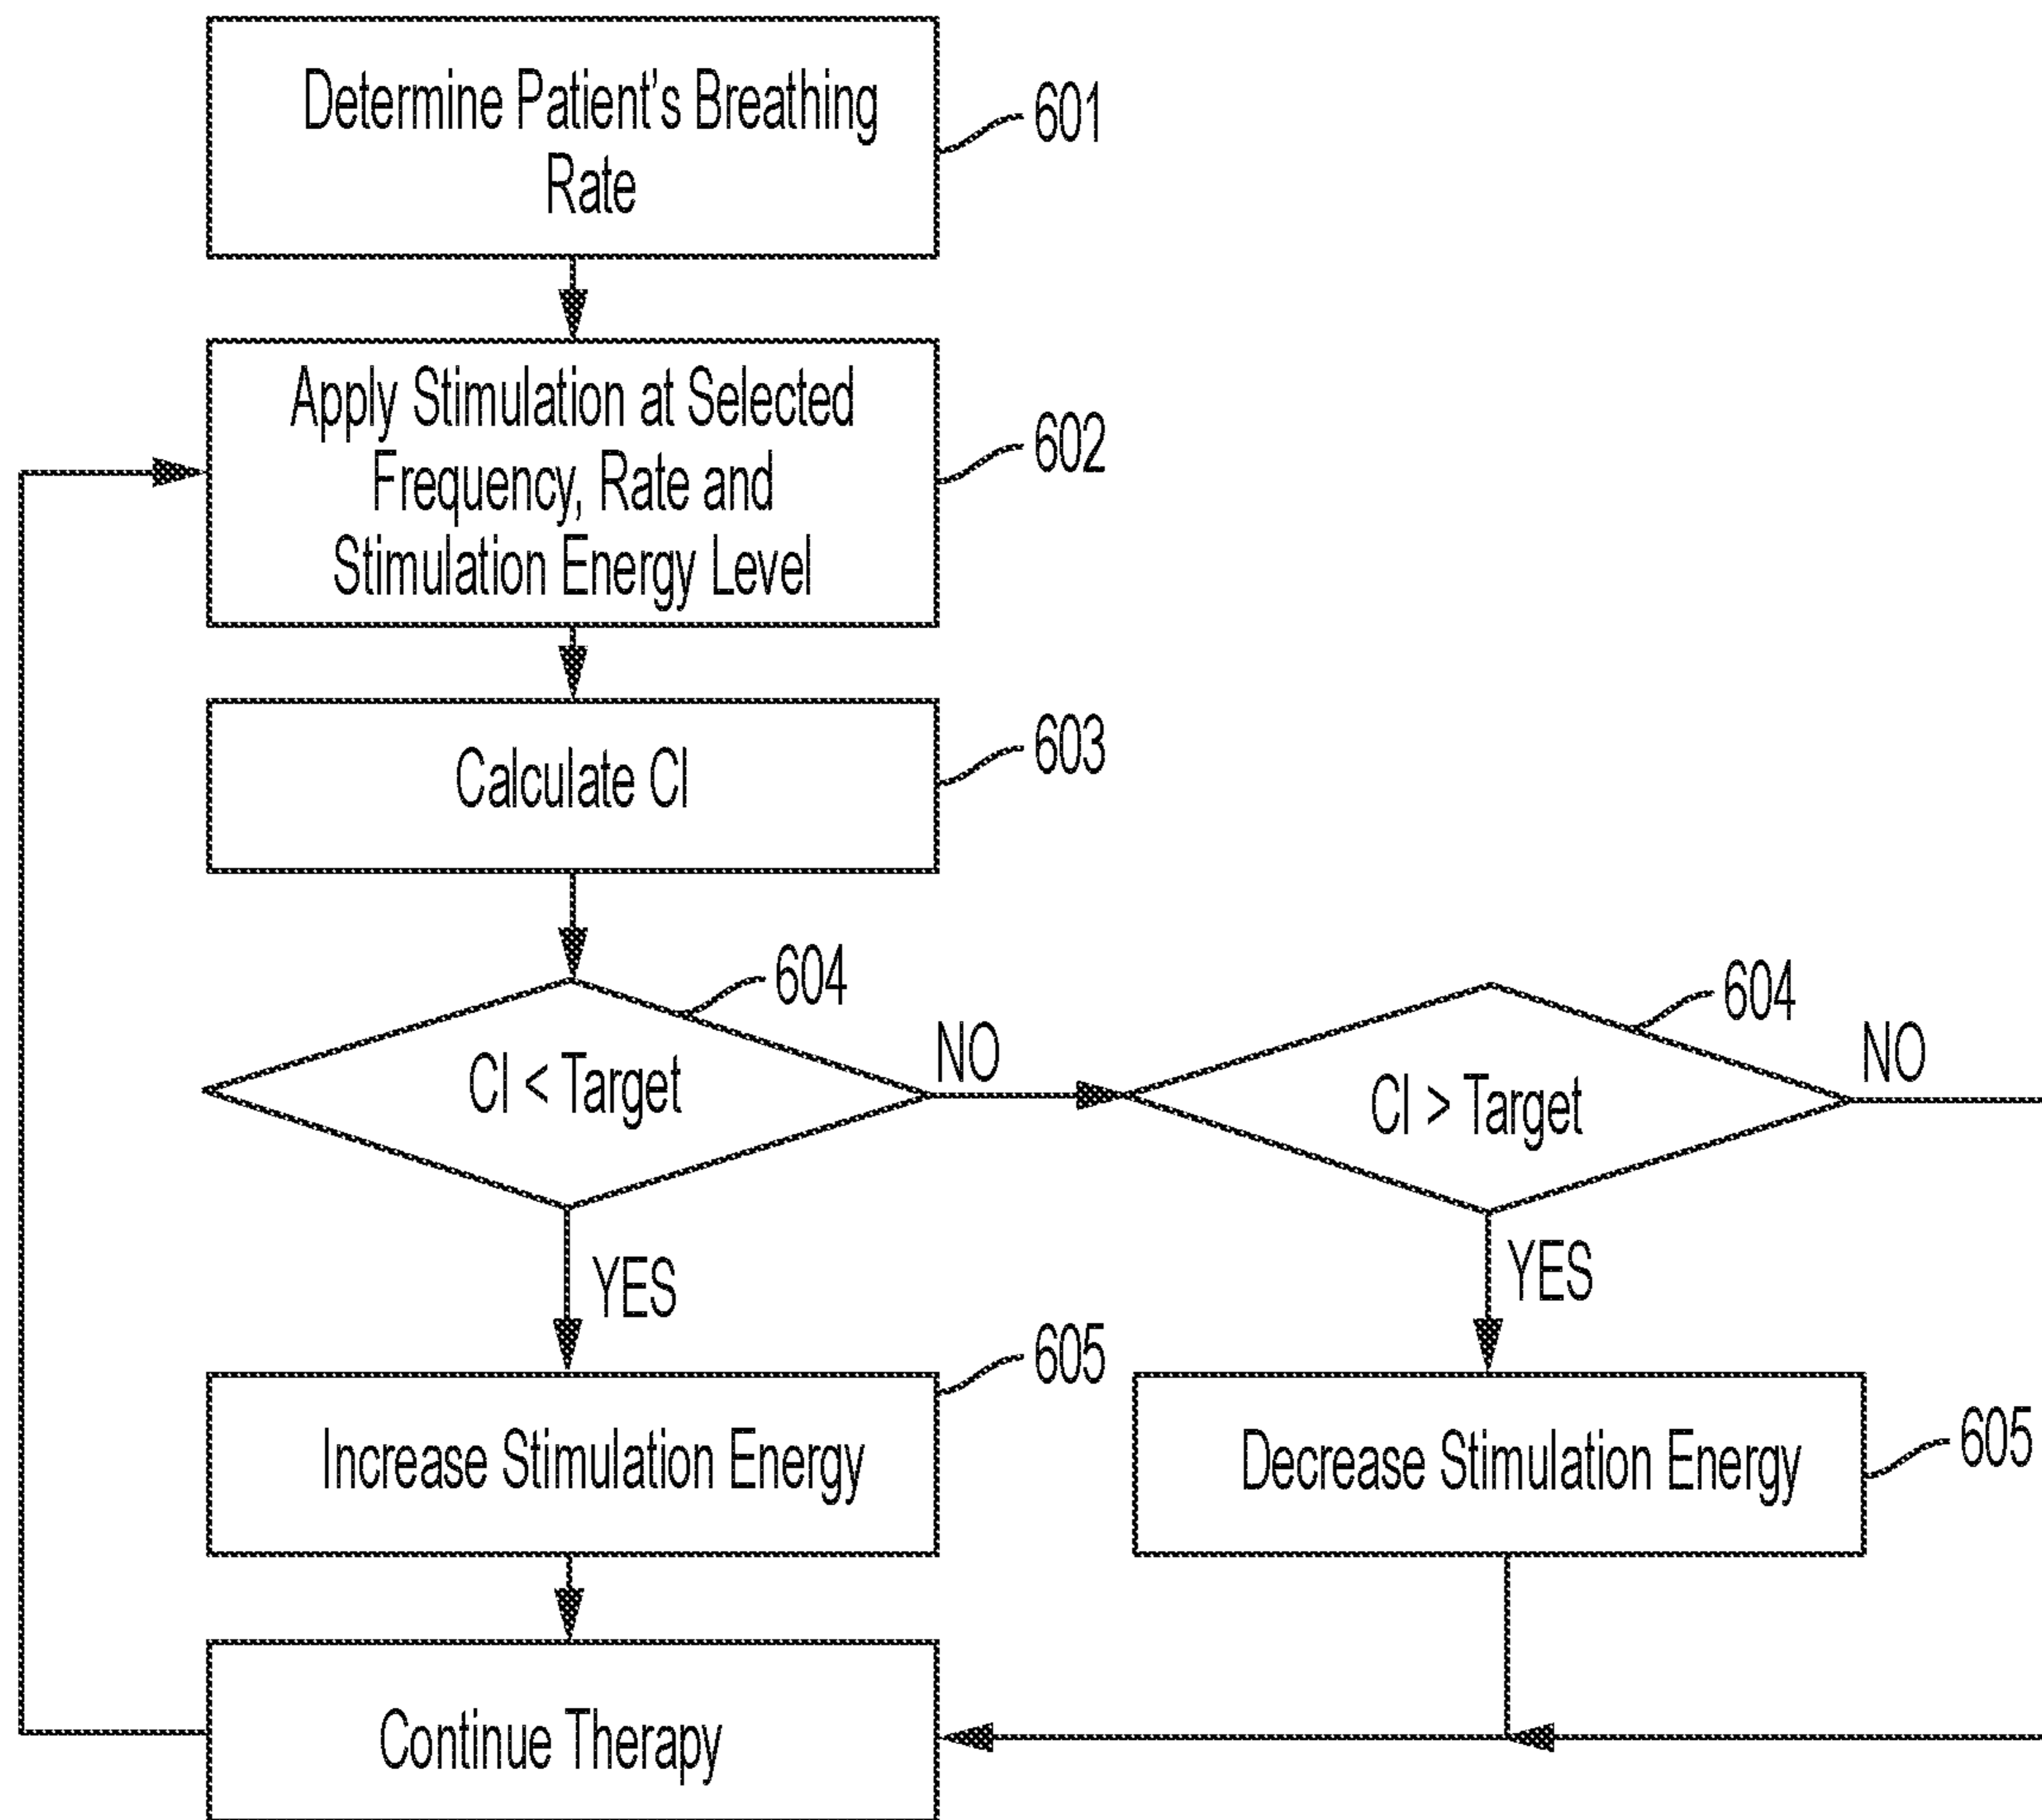 Determine Patient's Breathing
Rate
601
Apply Stimulation at Selected
Frequency, Rate and
Stimulation Energy Level
602
Calculate CI
603
CI < Target
604
NO
CI > Target
604
NO
YES
YES
Increase Stimulation Energy
605
Decrease Stimulation Energy
605
Continue Therapy